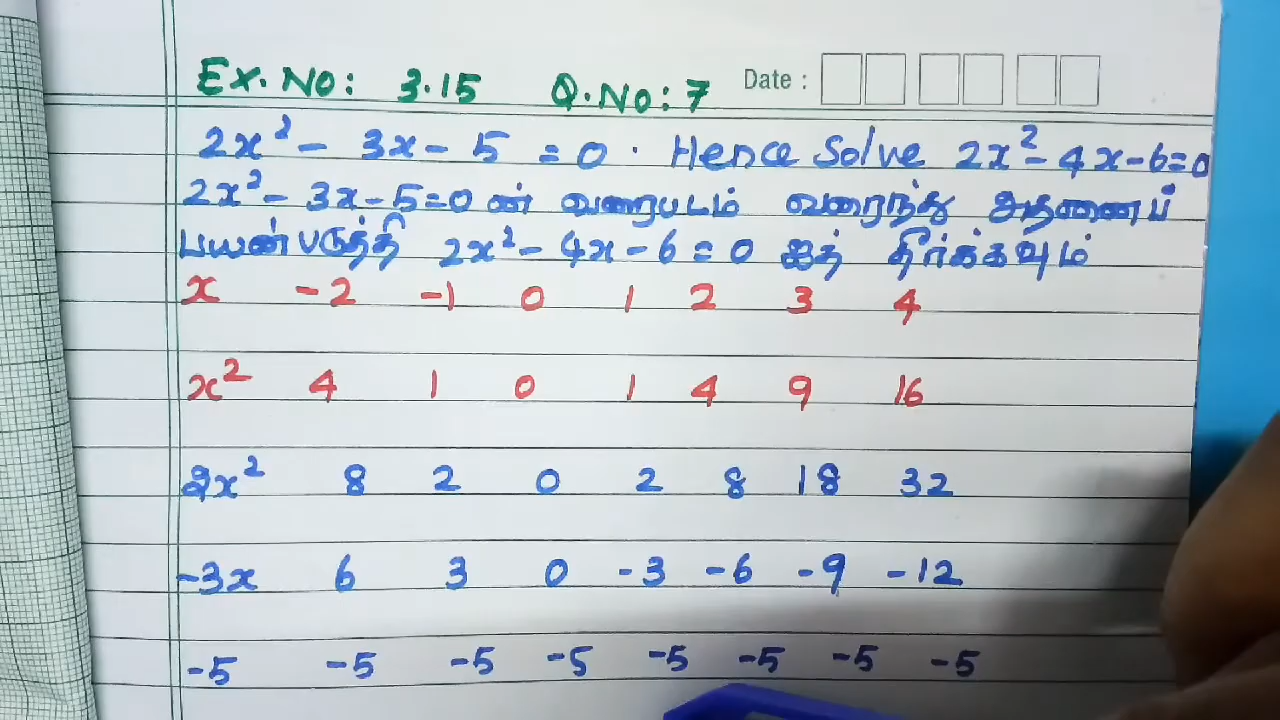 Ex. No: 3.15 Q. No: 7 Date :
2x² - 3x - 5 = 0. Hence Solve 2x² - 4x - 6 = 0
2x² - 3x - 5 = 0 ன் வரைபடம் வரைந்து அதனைப்
பயன்படுத்தி 2x² - 4x - 6 = 0 ஐத் தீர்க்கவும்
x -2 -1 0 1 2 3 4
x² 4 1 0 1 4 9 16
2x² 8 2 0 2 8 18 32
-3x 6 3 0 -3 -6 -9 -12
-5 -5 -5 -5 -5 -5 -5 -5